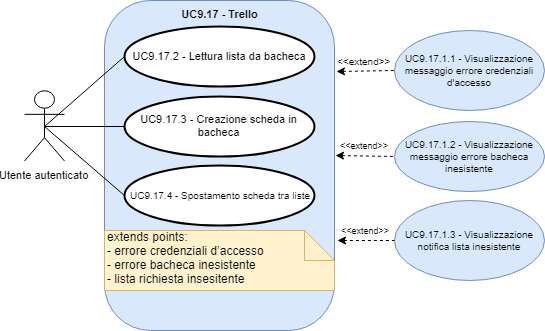 UC9.17 - Trello
UC9.17.2 - Lettura lista da bacheca
<<extend>>
UC9.17.1.1 - Visualizzazione
messaggio errore credenziali
d'accesso
UC9.17.3 - Creazione scheda in
bacheca
<<extend>>
UC9.17.1.2 - Visualizzazione
messaggio errore bacheca
inesistente
Utente autenticato
UC9.17.4 - Spostamento scheda tra liste
<<extend>>
UC9.17.1.3 - Visualizzazione
notifica lista inesistente
extends points:
- errore credenziali d'accesso
- errore bacheca inesistente
- lista richiesta insesitente